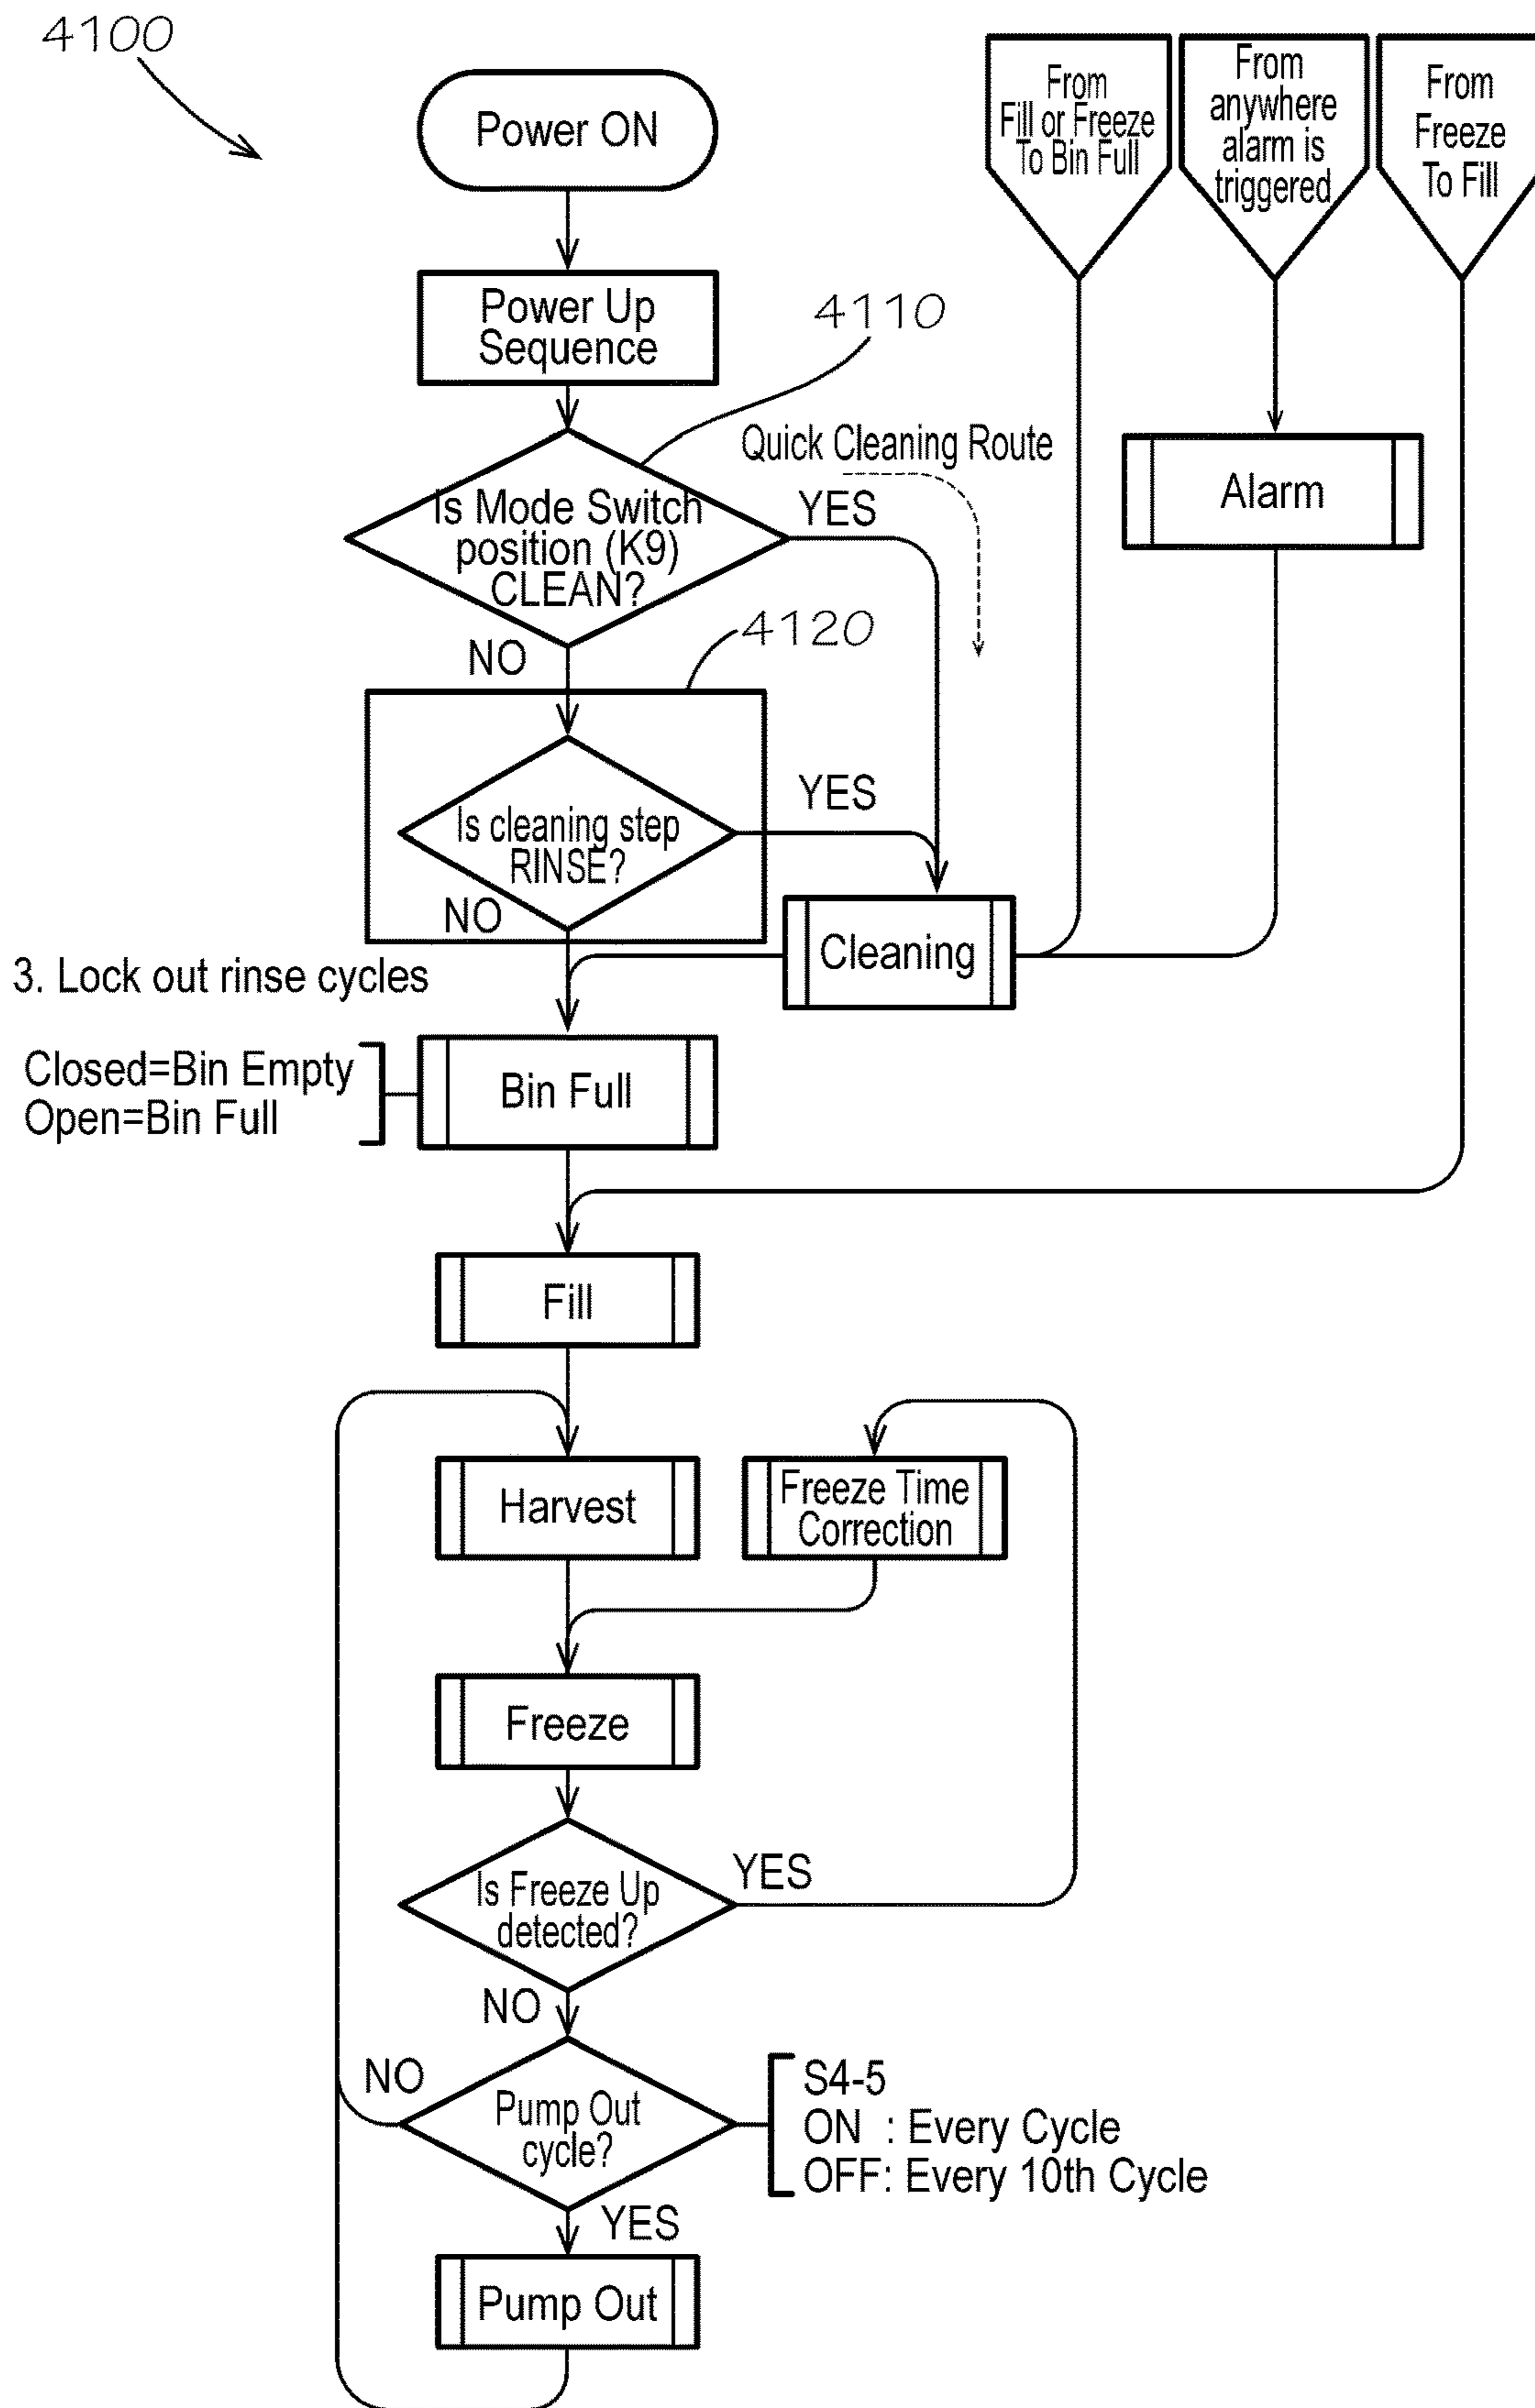 4100
Power ON
From
Fill or Freeze
To Bin Full
From
anywhere
alarm is
triggered
From
Freeze
To Fill
Power Up
Sequence
4110
Quick Cleaning Route
Is Mode Switch
position (K9)
CLEAN?
YES
Alarm
NO
4120
Is cleaning step
RINSE?
YES
NO
Cleaning
3. Lock out rinse cycles
Closed=Bin Empty
Open=Bin Full
Bin Full
Fill
Harvest
Freeze Time
Correction
Freeze
Is Freeze Up
detected?
YES
NO
NO
Pump Out
cycle?
S4-5
ON : Every Cycle
OFF: Every 10th Cycle
YES
Pump Out